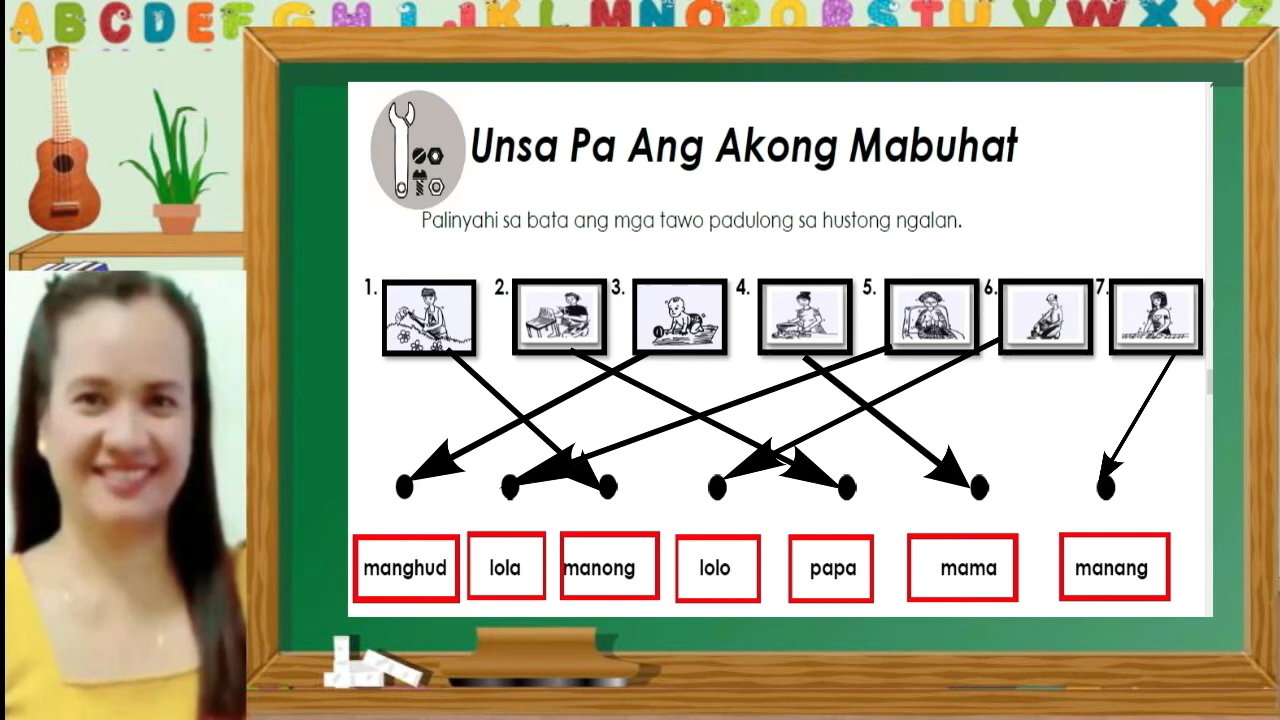 A B C D E F G H I J K L M N O P Q R S T U V W X Y Z
Unsa Pa Ang Akong Mabuhat
Palinyahi sa bata ang mga tawo padulong sa hustong ngalan.
1. 2. 3. 4. 5. 6. 7.
manghud lola manong lolo papa mama manang